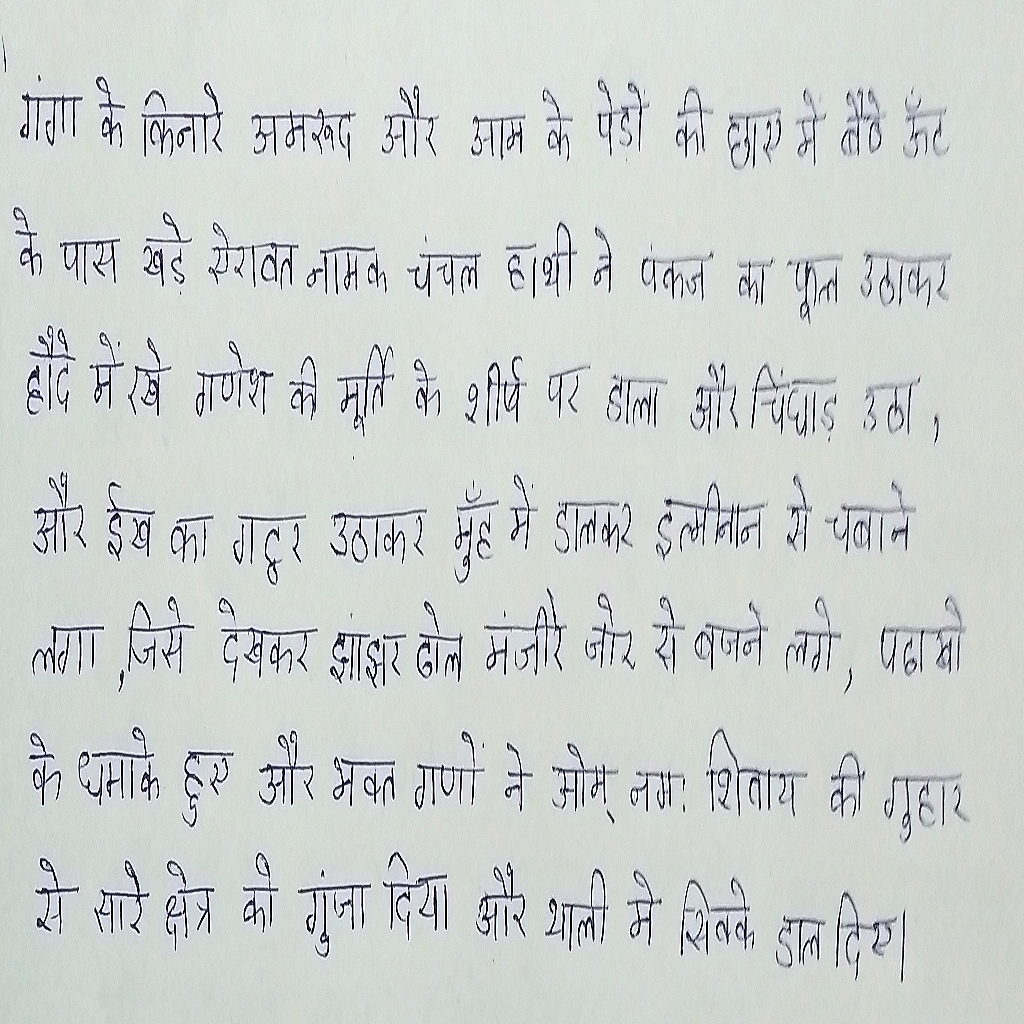 गंगा के किनारे अमरूद और आम के पेडों की छाए में बैठे ऊँट
के पास खड़े ऐरावत नामक चंचल हाथी ने पंकज का फूल उठाकर
हौदे में रखे गणेश की मूर्ति के शीर्ष पर डाला और चिंघाड़ उठा,
और ईख का गट्ठर उठाकर मुँह में डालकर इत्मीनान से चबाने
लगा, जिसे देखकर झांझर ढोल मंजीरे जोर से बजने लगे, पटाखो
के धमाके हुए और भक्त गणों ने ओम् नमः शिवाय की गुहार
से सारे क्षेत्र को गुंजा दिया और थाली मे सिक्के डाल दिए।